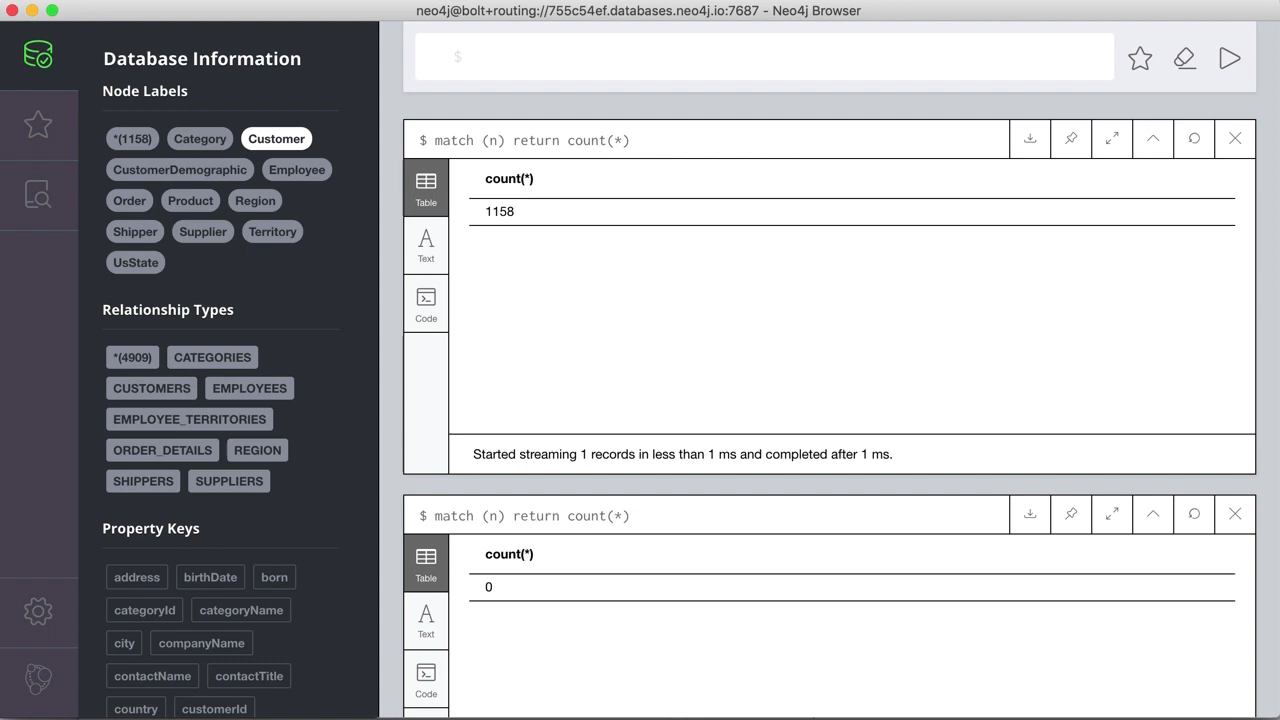 neo4j@bolt+routing://755c54ef.databases.neo4j.io:7687 - Neo4j Browser
Database Information
Node Labels
*(1158) Category Customer
CustomerDemographic Employee
Order Product Region
Shipper Supplier Territory
UsState
Relationship Types
*(4909) CATEGORIES
CUSTOMERS EMPLOYEES
EMPLOYEE_TERRITORIES
ORDER_DETAILS REGION
SHIPPERS SUPPLIERS
Property Keys
address birthDate born
categoryId categoryName
city companyName
contactName contactTitle
country customerId
$
$ match (n) return count(*)
Table
Text
Code
count(*)
1158
Started streaming 1 records in less than 1 ms and completed after 1 ms.
$ match (n) return count(*)
Table
Text
Code
count(*)
0